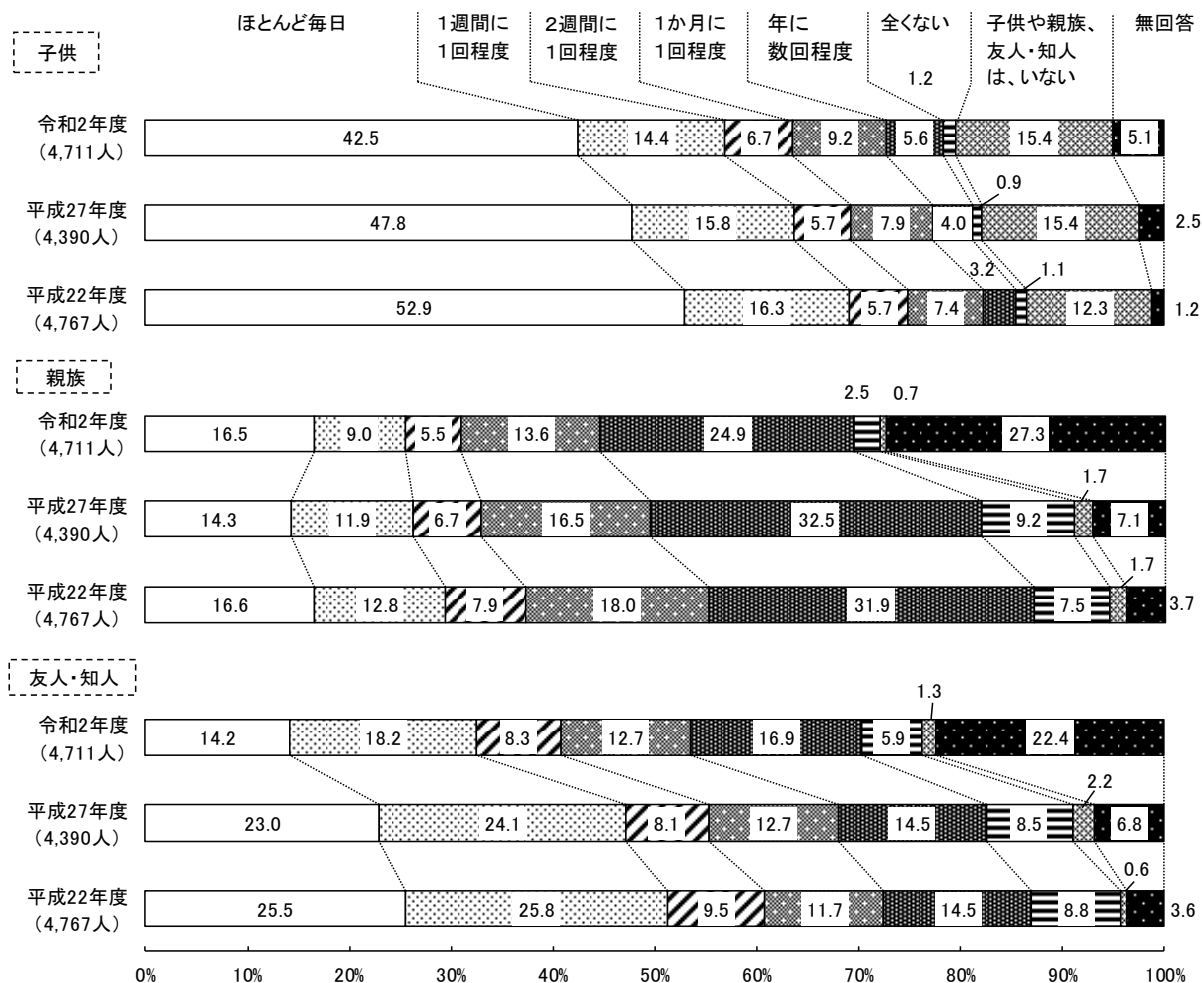 ほとんど毎日
1週間に
1回程度
2週間に
1回程度
1か月に
1回程度
年に
数回程度
全くない
子供や親族、
友人・知人
は、いない
無回答
子供
1.2
令和2年度
(4,711人)
42.5 14.4 6.7 9.2 5.6 15.4 5.1
0.9
平成27年度
(4,390人)
47.8 15.8 5.7 7.9 4.0 15.4 2.5
3.2 1.1
平成22年度
(4,767人)
52.9 16.3 5.7 7.4 12.3 1.2
親族
2.5 0.7
令和2年度
(4,711人)
16.5 9.0 5.5 13.6 24.9 27.3
1.7
平成27年度
(4,390人)
14.3 11.9 6.7 16.5 32.5 9.2 7.1
1.7
平成22年度
(4,767人)
16.6 12.8 7.9 18.0 31.9 7.5 3.7
友人・知人
1.3
令和2年度
(4,711人)
14.2 18.2 8.3 12.7 16.9 5.9 22.4
2.2
平成27年度
(4,390人)
23.0 24.1 8.1 12.7 14.5 8.5 6.8
0.6
平成22年度
(4,767人)
25.5 25.8 9.5 11.7 14.5 8.8 3.6
0% 10% 20% 30% 40% 50% 60% 70% 80% 90% 100%